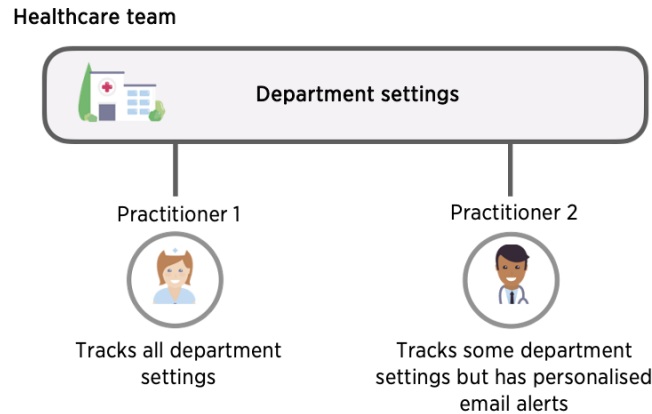 Healthcare team
Department settings
Practitioner 1
Tracks all department
settings
Practitioner 2
Tracks some department
settings but has personalised
email alerts